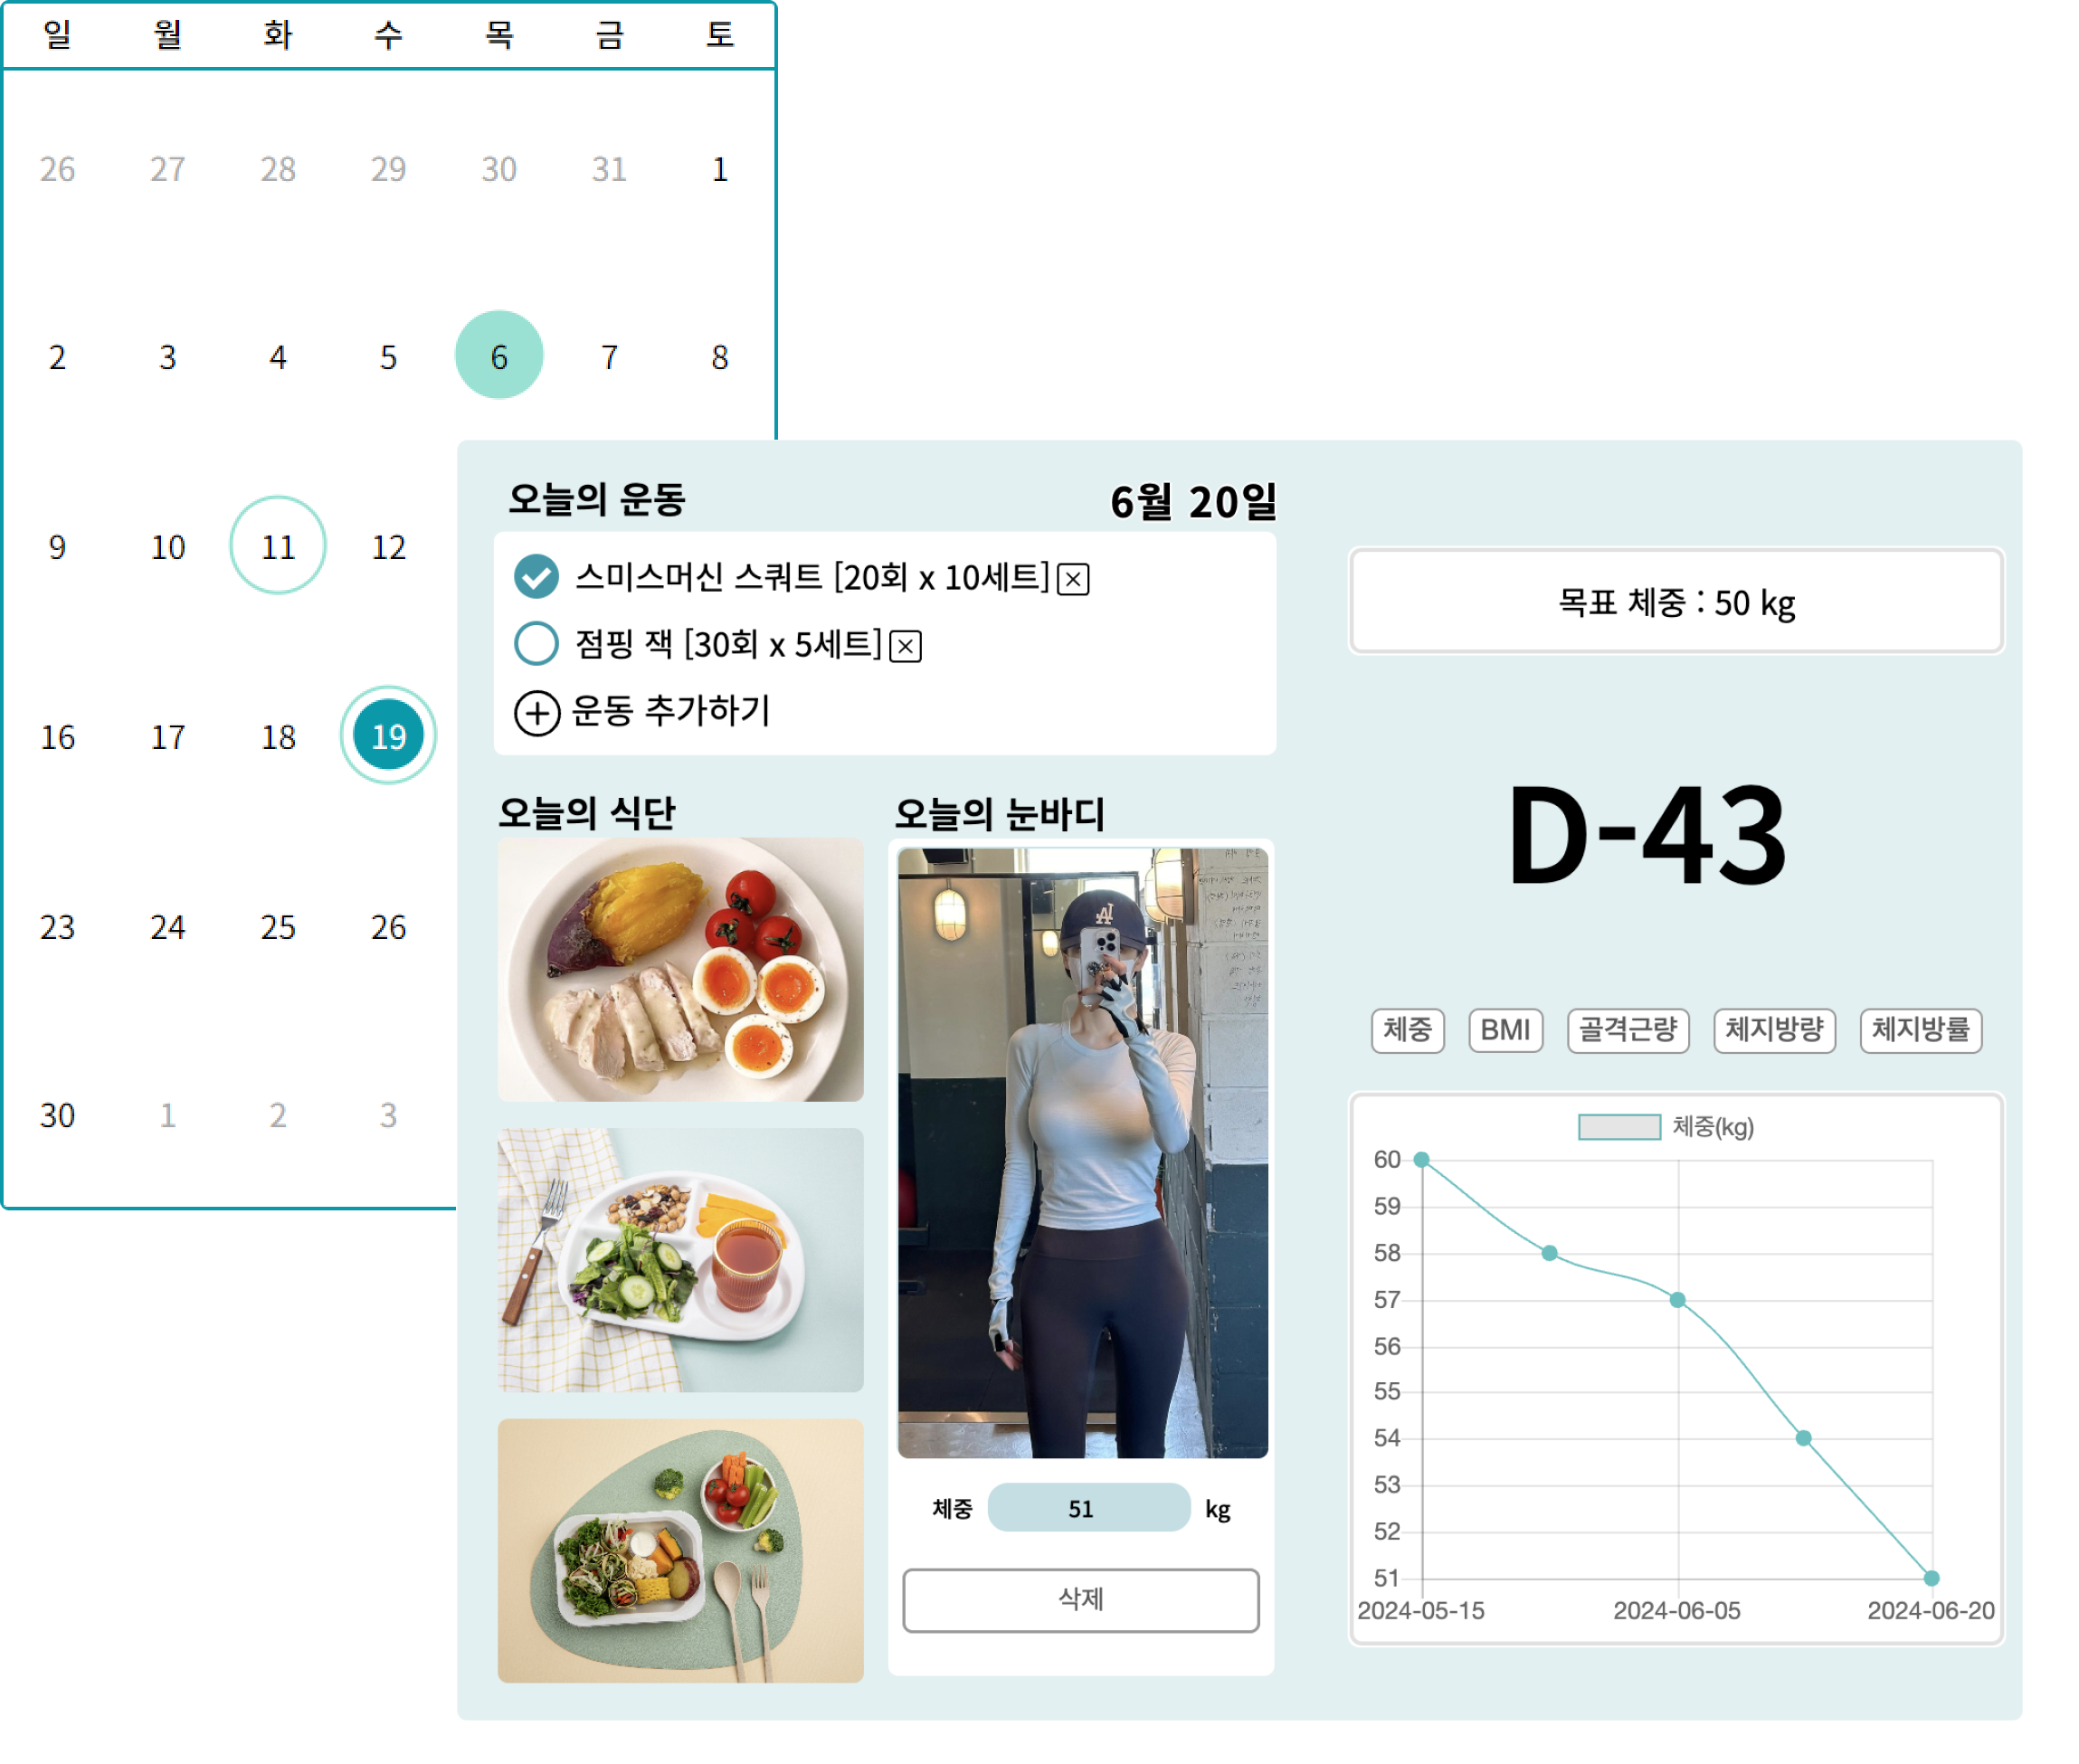 일 월 화 수 목 금 토
26 27 28 29 30 31 1
2 3 4 5 6 7 8
9 10 11 12
16 17 18 19
23 24 25 26
30 1 2 3
오늘의 운동
6월 20일
스미스머신 스쿼트 [20회 x 10세트]
점핑 잭 [30회 x 5세트]
운동 추가하기
오늘의 식단
오늘의 눈바디
LA
체중 51 kg
삭제
목표 체중 : 50 kg
D-43
체중 BMI 골격근량 체지방량 체지방률
체중(kg)
60
59
58
57
56
55
54
53
52
51
2024-05-15 2024-06-05 2024-06-20